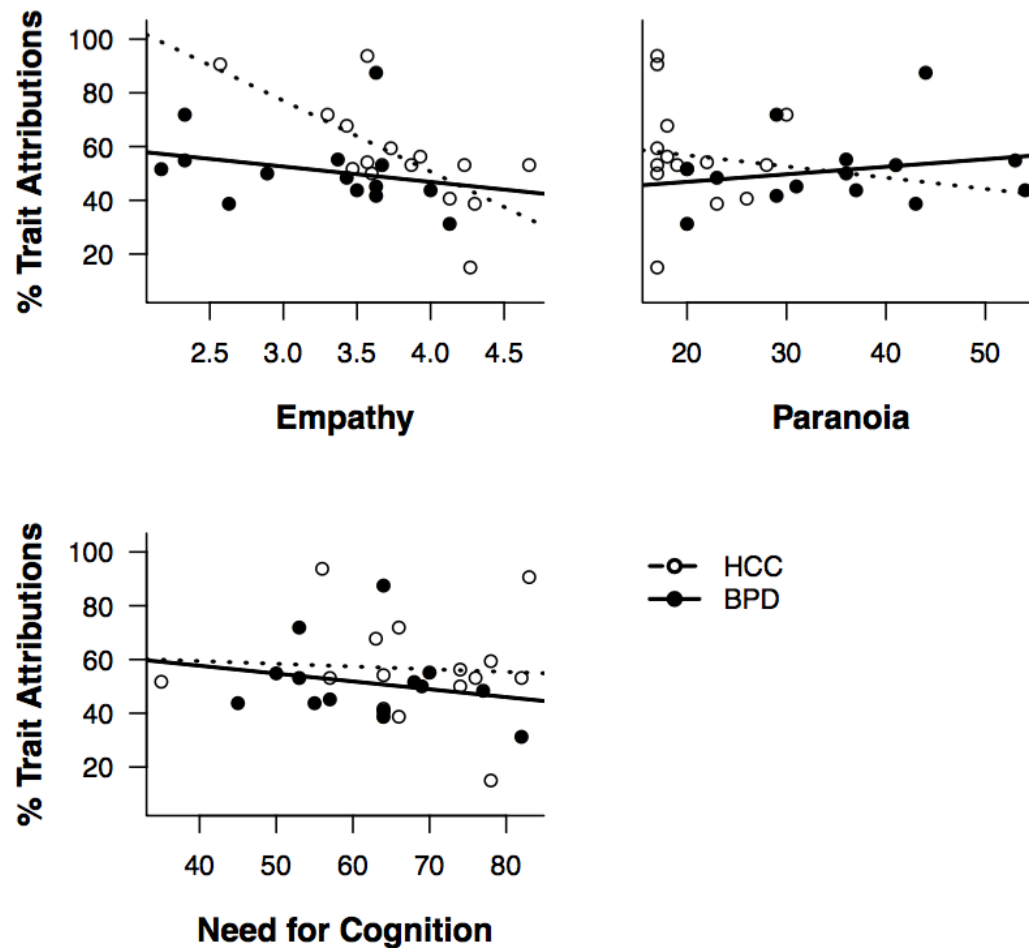 % Trait Attributions
100
80
60
40
20
2.5 3.0 3.5 4.0 4.5
Empathy
20 30 40 50
Paranoia
% Trait Attributions
100
80
60
40
20
40 50 60 70 80
Need for Cognition
HCC
BPD